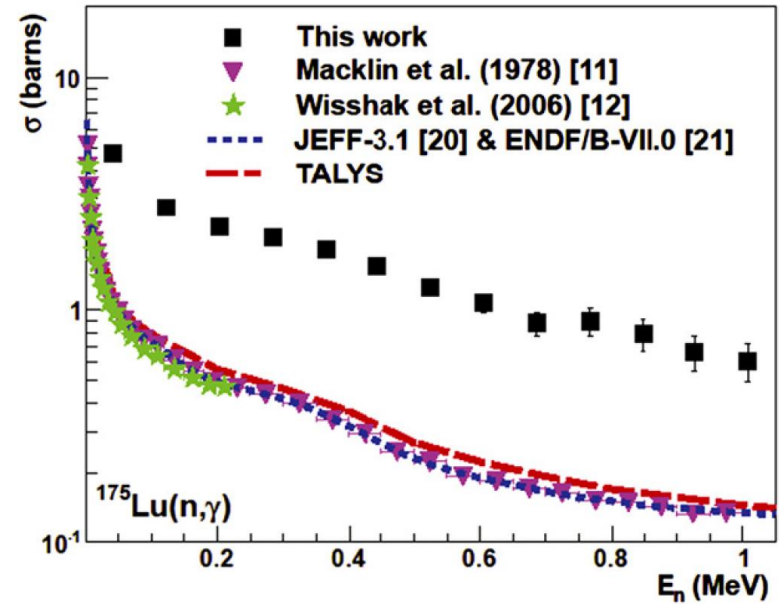 σ (barns)
10
1
10⁻¹
This work
Macklin et al. (1978) [11]
Wisshak et al. (2006) [12]
JEFF-3.1 [20] & ENDF/B-VII.0 [21]
TALYS
¹⁷⁵Lu(n,γ)
0.2 0.4 0.6 0.8 1
Eₙ (MeV)